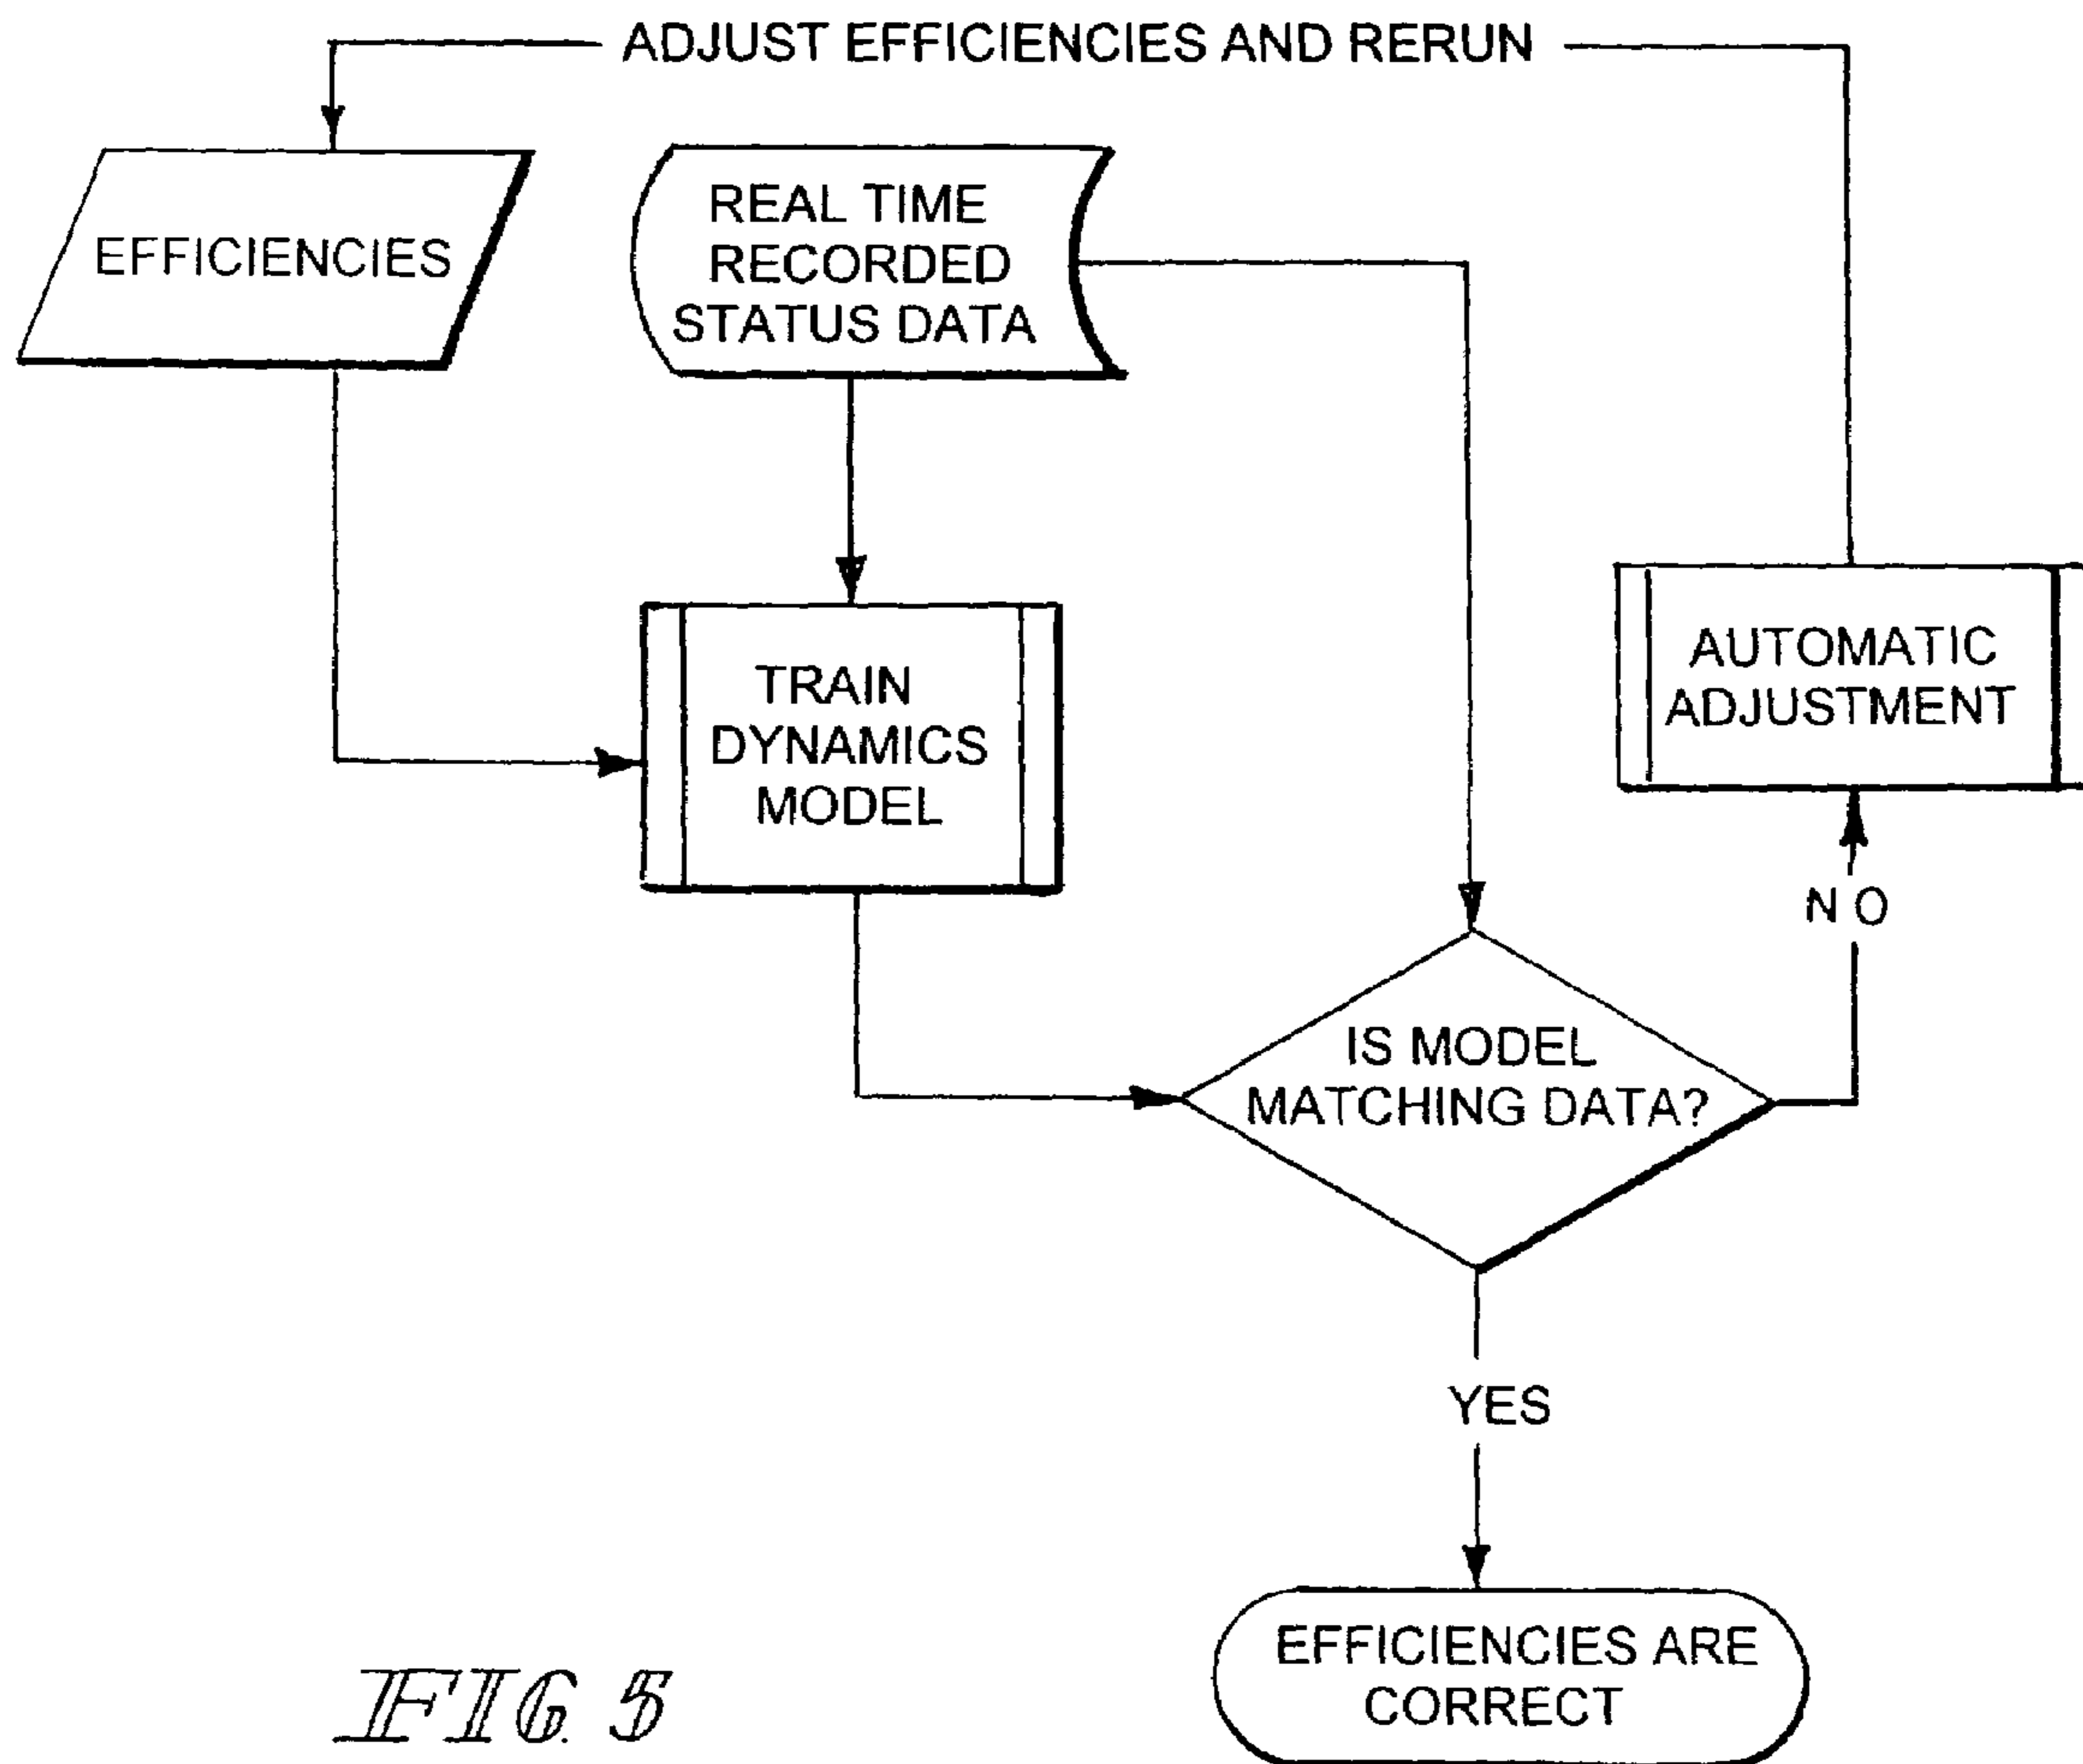 ADJUST EFFICIENCIES AND RERUN
EFFICIENCIES
REAL TIME
RECORDED
STATUS DATA
TRAIN
DYNAMICS
MODEL
AUTOMATIC
ADJUSTMENT
NO
IS MODEL
MATCHING DATA?
YES
EFFICIENCIES ARE
CORRECT
FIG. 5